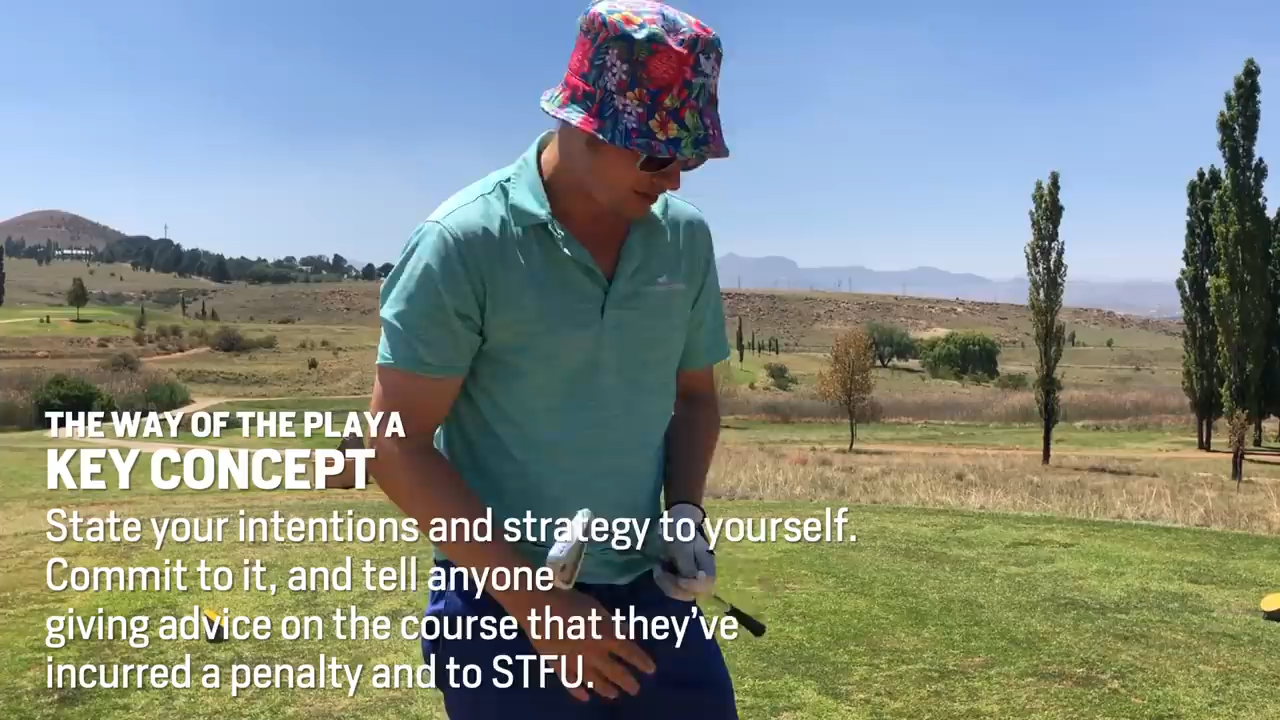 THE WAY OF THE PLAYA
KEY CONCEPT
State your intentions and strategy to yourself.
Commit to it, and tell anyone
giving advice on the course that they've
incurred a penalty and to STFU.